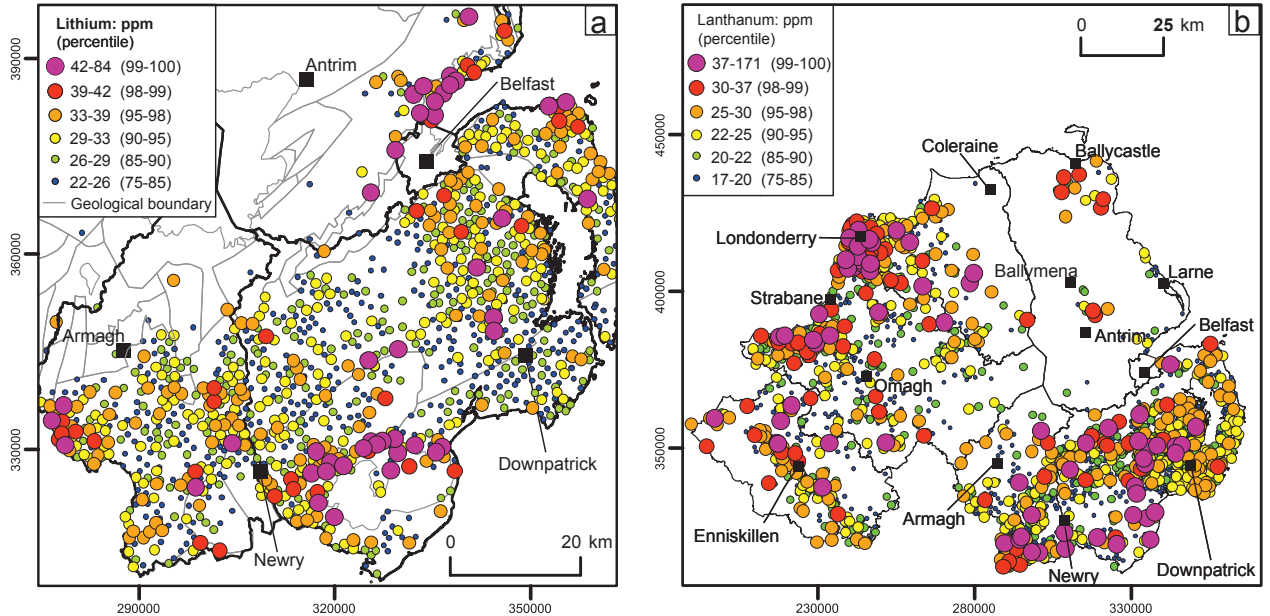 a
Lithium: ppm
(percentile)
42-84 (99-100)
39-42 (98-99)
33-39 (95-98)
29-33 (90-95)
26-29 (85-90)
22-26 (75-85)
Geological boundary
Antrim
Belfast
Armagh
Downpatrick
Newry
0 20 km
390000
360000
330000
290000 320000 350000
b
Lanthanum: ppm
(percentile)
37-171 (99-100)
30-37 (98-99)
25-30 (95-98)
22-25 (90-95)
20-22 (85-90)
17-20 (75-85)
0 25 km
Coleraine
Ballycastle
Londonderry
Ballymena
Larne
Strabane
Antrim
Belfast
Omagh
Enniskillen
Armagh
Newry
Downpatrick
4500000
4000000
3500000
230000 280000 330000